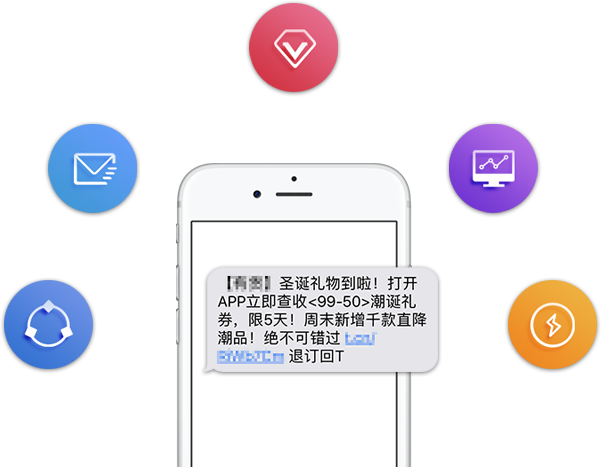 【】圣诞礼物到啦！打开
APP立即查收<99-50>潮诞礼
券，限5天！周末新增千款直降
潮品！绝不可错过
退订回T